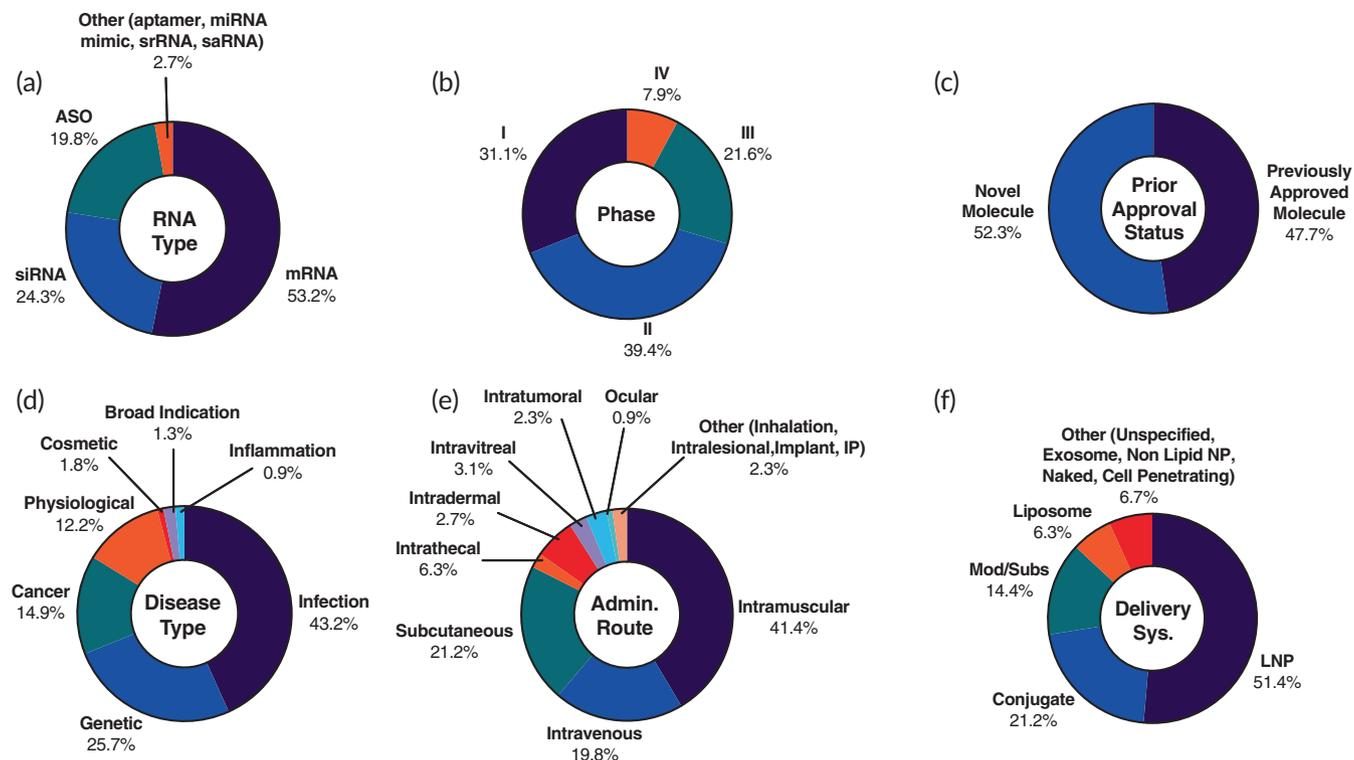 (a)
Other (aptamer, miRNA
mimic, srRNA, saRNA)
2.7%
ASO
19.8%
siRNA
24.3%
RNA
Type
mRNA
53.2%
(b)
IV
7.9%
I
31.1%
III
21.6%
Phase
II
39.4%
(c)
Novel
Molecule
52.3%
Prior
Approval
Status
Previously
Approved
Molecule
47.7%
(d)
Broad Indication
1.3%
Cosmetic
1.8%
Inflammation
0.9%
Physiological
12.2%
Cancer
14.9%
Disease
Type
Infection
43.2%
Genetic
25.7%
(e)
Intratumoral
2.3%
Ocular
0.9%
Other (Inhalation,
Intralesional,Implant, IP)
2.3%
Intravitreal
3.1%
Intradermal
2.7%
Intrathecal
6.3%
Subcutaneous
21.2%
Admin.
Route
Intramuscular
41.4%
Intravenous
19.8%
(f)
Other (Unspecified,
Exosome, Non Lipid NP,
Naked, Cell Penetrating)
6.7%
Liposome
6.3%
Mod/Subs
14.4%
Delivery
Sys.
LNP
51.4%
Conjugate
21.2%